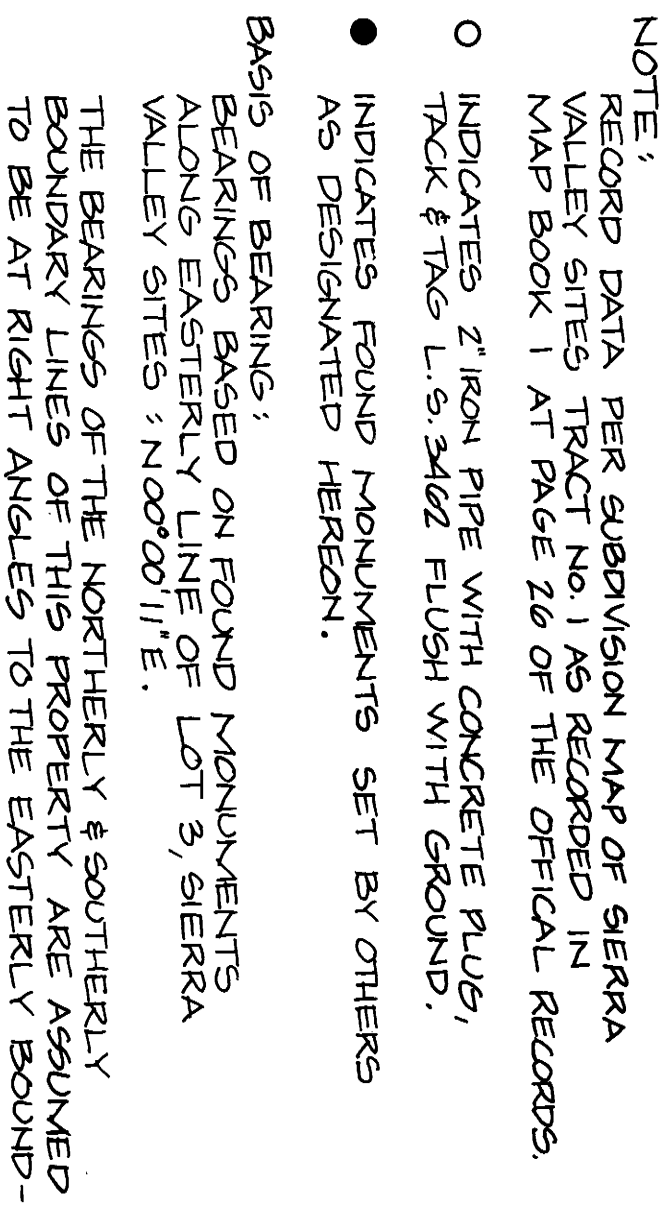 NOTE:
RECORD DATA PER SUBDIVISION MAP OF SIERRA
VALLEY SITES TRACT No. 1 AS RECORDED IN
MAP BOOK 1 AT PAGE 26 OF THE OFFICAL RECORDS.
INDICATES 2" IRON PIPE WITH CONCRETE PLUG,
TACK & TAG L.S. 3462 FLUSH WITH GROUND.
INDICATES FOUND MONUMENTS SET BY OTHERS
AS DESIGNATED HEREON.
BASIS OF BEARING:
BEARINGS BASED ON FOUND MONUMENTS
ALONG EASTERLY LINE OF LOT 3, SIERRA
VALLEY SITES: N00°00'11"E.
THE BEARINGS OF THE NORTHERLY & SOUTHERLY
BOUNDARY LINES OF THIS PROPERTY ARE ASSUMED
TO BE AT RIGHT ANGLES TO THE EASTERLY BOUND-